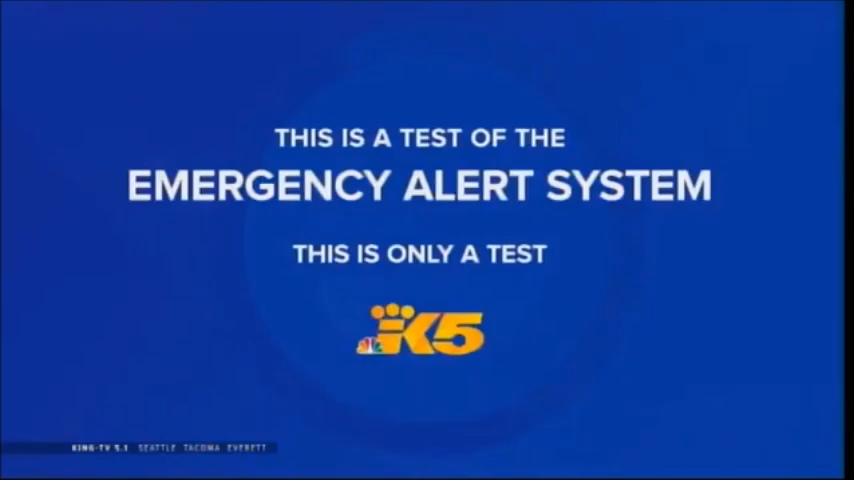 THIS IS A TEST OF THE
EMERGENCY ALERT SYSTEM
THIS IS ONLY A TEST
K5
KING-TV 5.1 SEATTLE TACOMA EVERETT